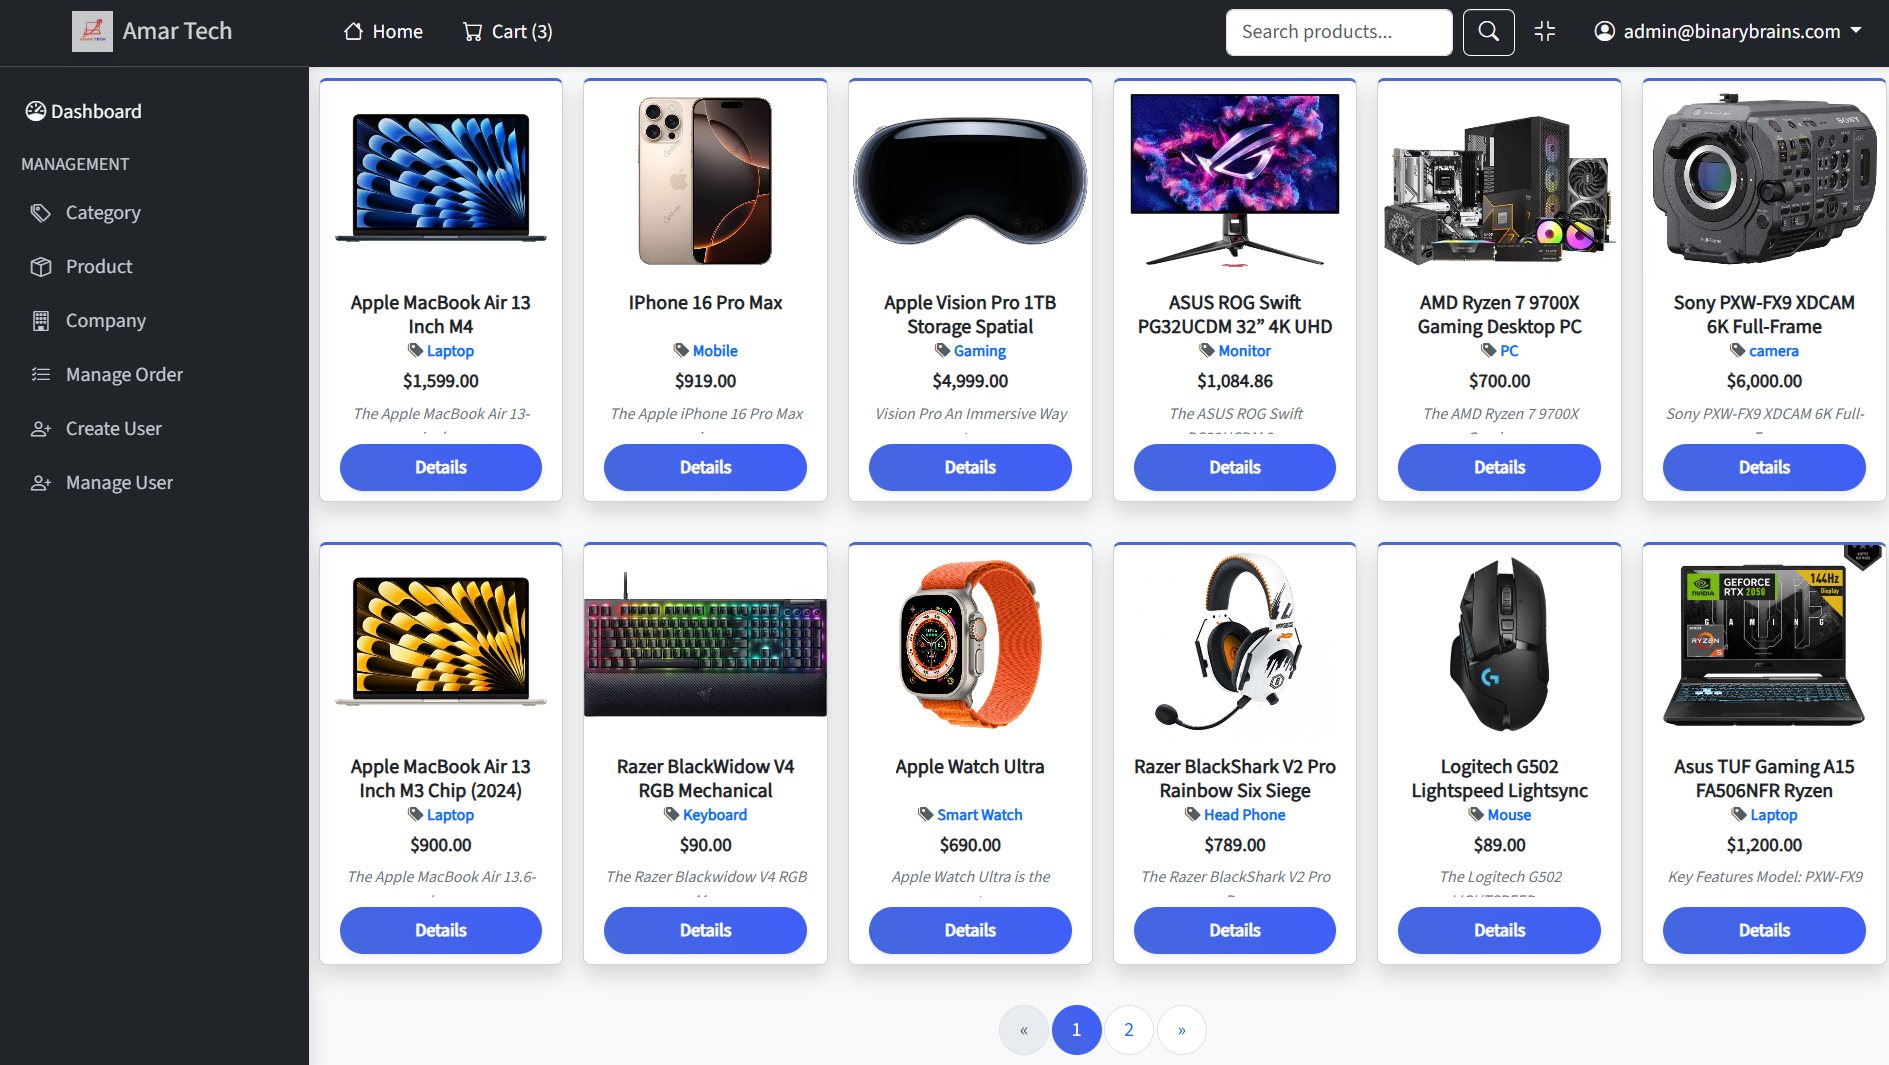 Amar Tech
Home
Cart (3)
Search products...
admin@binarybrains.com
Dashboard
MANAGEMENT
Category
Product
Company
Manage Order
Create User
Manage User
SONY
Apple MacBook Air 13
Inch M4
Laptop
$1,599.00
The Apple MacBook Air 13-
Details
IPhone 16 Pro Max
Mobile
$919.00
The Apple iPhone 16 Pro Max
Details
Apple Vision Pro 1TB
Storage Spatial
Gaming
$4,999.00
Vision Pro An Immersive Way
Details
ASUS ROG Swift
PG32UCDM 32” 4K UHD
Monitor
$1,084.86
The ASUS ROG Swift
Details
AMD Ryzen 7 9700X
Gaming Desktop PC
PC
$700.00
The AMD Ryzen 7 9700X
Details
Sony PXW-FX9 XDCAM
6K Full-Frame
camera
$6,000.00
Sony PXW-FX9 XDCAM 6K Full-
Details
Apple MacBook Air 13
Inch M3 Chip (2024)
Laptop
$900.00
The Apple MacBook Air 13.6-
Details
Razer BlackWidow V4
RGB Mechanical
Keyboard
$90.00
The Razer Blackwidow V4 RGB
Details
Apple Watch Ultra
Smart Watch
$690.00
Apple Watch Ultra is the
Details
Razer BlackShark V2 Pro
Rainbow Six Siege
Head Phone
$789.00
The Razer BlackShark V2 Pro
Details
Logitech G502
Lightspeed Lightsync
Mouse
$89.00
The Logitech G502
Details
NVIDIA
GEFORCE
RTX 2050
144Hz
Display
GAMING
RYZEN
5
Asus TUF Gaming A15
FA506NFR Ryzen
Laptop
$1,200.00
Key Features Model: PXW-FX9
Details
« 1 2 »